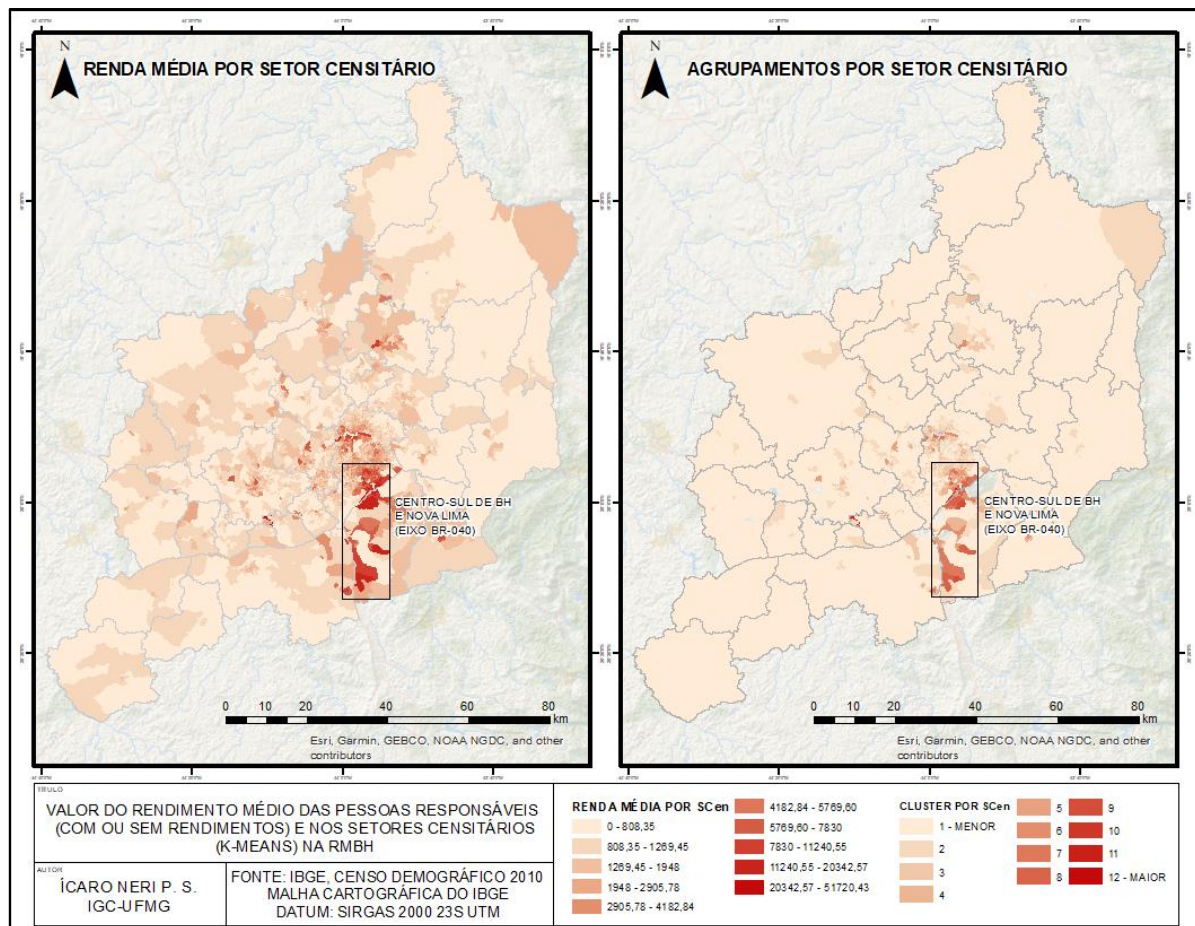 N
RENDA MÉDIA POR SETOR CENSITÁRIO
CENTRO-SUL DE BH
E NOVA LIMA
(EIXO BR-040)
0 10 20 40 60 80
km
Esri, Garmin, GEBCO, NOAA NGDC, and other
contributors
N
AGRUPAMENTOS POR SETOR CENSITÁRIO
CENTRO-SUL DE BH
E NOVA LIMA
(EIXO BR-040)
0 10 20 40 60 80
km
Esri, Garmin, GEBCO, NOAA NGDC, and other
contributors
TÍTULO
VALOR DO RENDIMENTO MÉDIO DAS PESSOAS RESPONSÁVEIS
(COM OU SEM RENDIMENTOS) E NOS SETORES CENSITÁRIOS
(K-MEANS) NA RMBH
AUTOR
ÍCARO NERI P. S.
IGC-UFMG
FONTE: IBGE, CENSO DEMOGRÁFICO 2010
MALHA CARTOGRÁFICA DO IBGE
DATUM: SIRGAS 2000 23S UTM
RENDA MÉDIA POR SCen
0 - 808,35
808,35 - 1269,45
1269,45 - 1948
1948 - 2905,78
2905,78 - 4182,84
4182,84 - 5769,60
5769,60 - 7830
7830 - 11240,55
11240,55 - 20342,57
20342,57 - 51720,43
CLUSTER POR SCen
1 - MENOR
2
3
4
5
6
7
8
9
10
11
12 - MAIOR